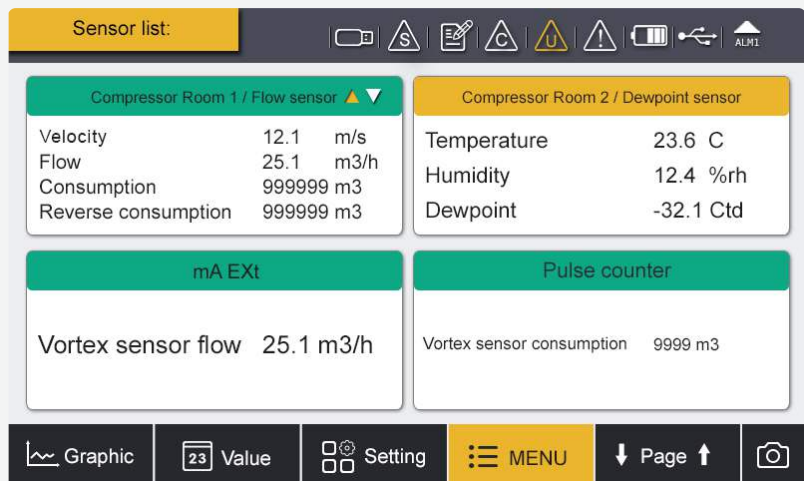 Sensor list:
S C U ALM1
Compressor Room 1 / Flow sensor
Velocity 12.1 m/s
Flow 25.1 m3/h
Consumption 999999 m3
Reverse consumption 999999 m3
Compressor Room 2 / Dewpoint sensor
Temperature 23.6 C
Humidity 12.4 %rh
Dewpoint -32.1 Ctd
mA EXt
Vortex sensor flow 25.1 m3/h
Pulse counter
Vortex sensor consumption 9999 m3
Graphic 23 Value Setting MENU Page